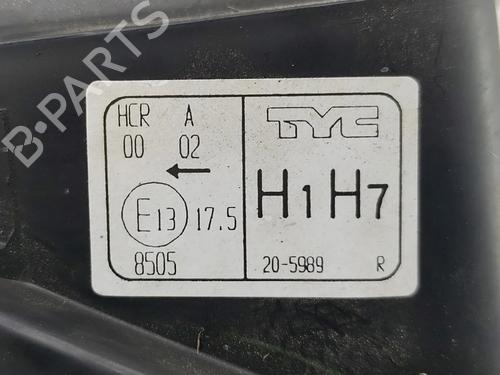 B-PARTS
HCR A
00 02
←
E13 17.5
8505
TYC
H1 H7
20-5989 R